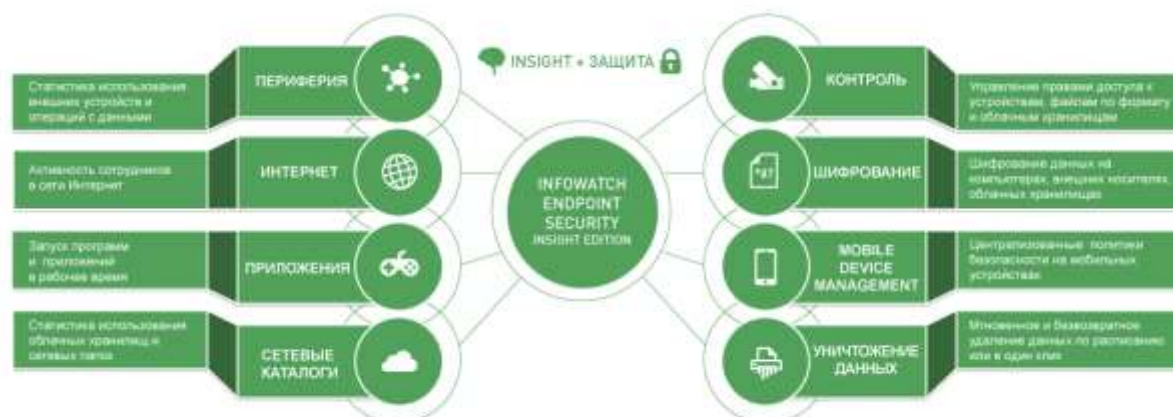 INSIGHT + ЗАЩИТА
ПЕРИФЕРИЯ
Статистика использования
внешних устройств и
операций с данными
ИНТЕРНЕТ
Активность сотрудников
в сети Интернет
ПРИЛОЖЕНИЯ
Запуск программ
и приложений
в рабочее время
СЕТЕВЫЕ
КАТАЛОГИ
Статистика использования
облачных хранилищ и
сетевых папок
INFOWATCH
ENDPOINT
SECURITY
INSIGHT EDITION
КОНТРОЛЬ
Управление правами доступа к
устройствам, файлам по формату
и облачным хранилищам
ШИФРОВАНИЕ
Шифрование данных на
компьютерах, внешних носителях
облачных хранилищах
MOBILE
DEVICE
MANAGEMENT
Централизованные политики
безопасности на мобильных
устройствах
УНИЧТОЖЕНИЕ
ДАННЫХ
Мгновенное и безвозвратное
удаление данных по расписанию
или в один клик